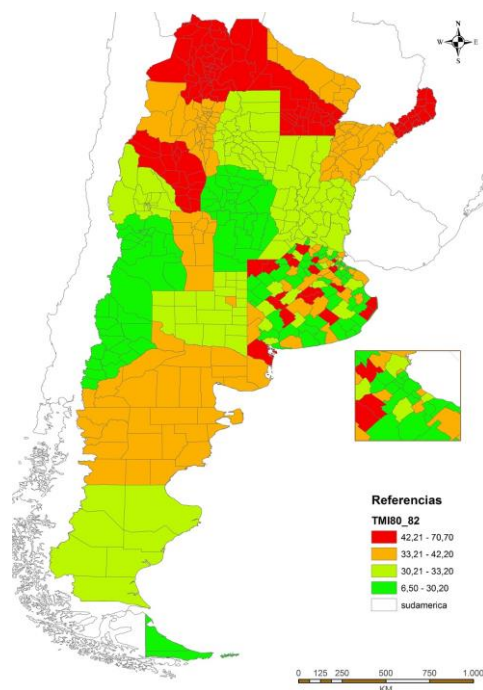 N
W E
S
Referencias
TMI80_82
42,21 - 70,70
33,21 - 42,20
30,21 - 33,20
6,50 - 30,20
sudamerica
0 125 250 500 750 1.000
KM